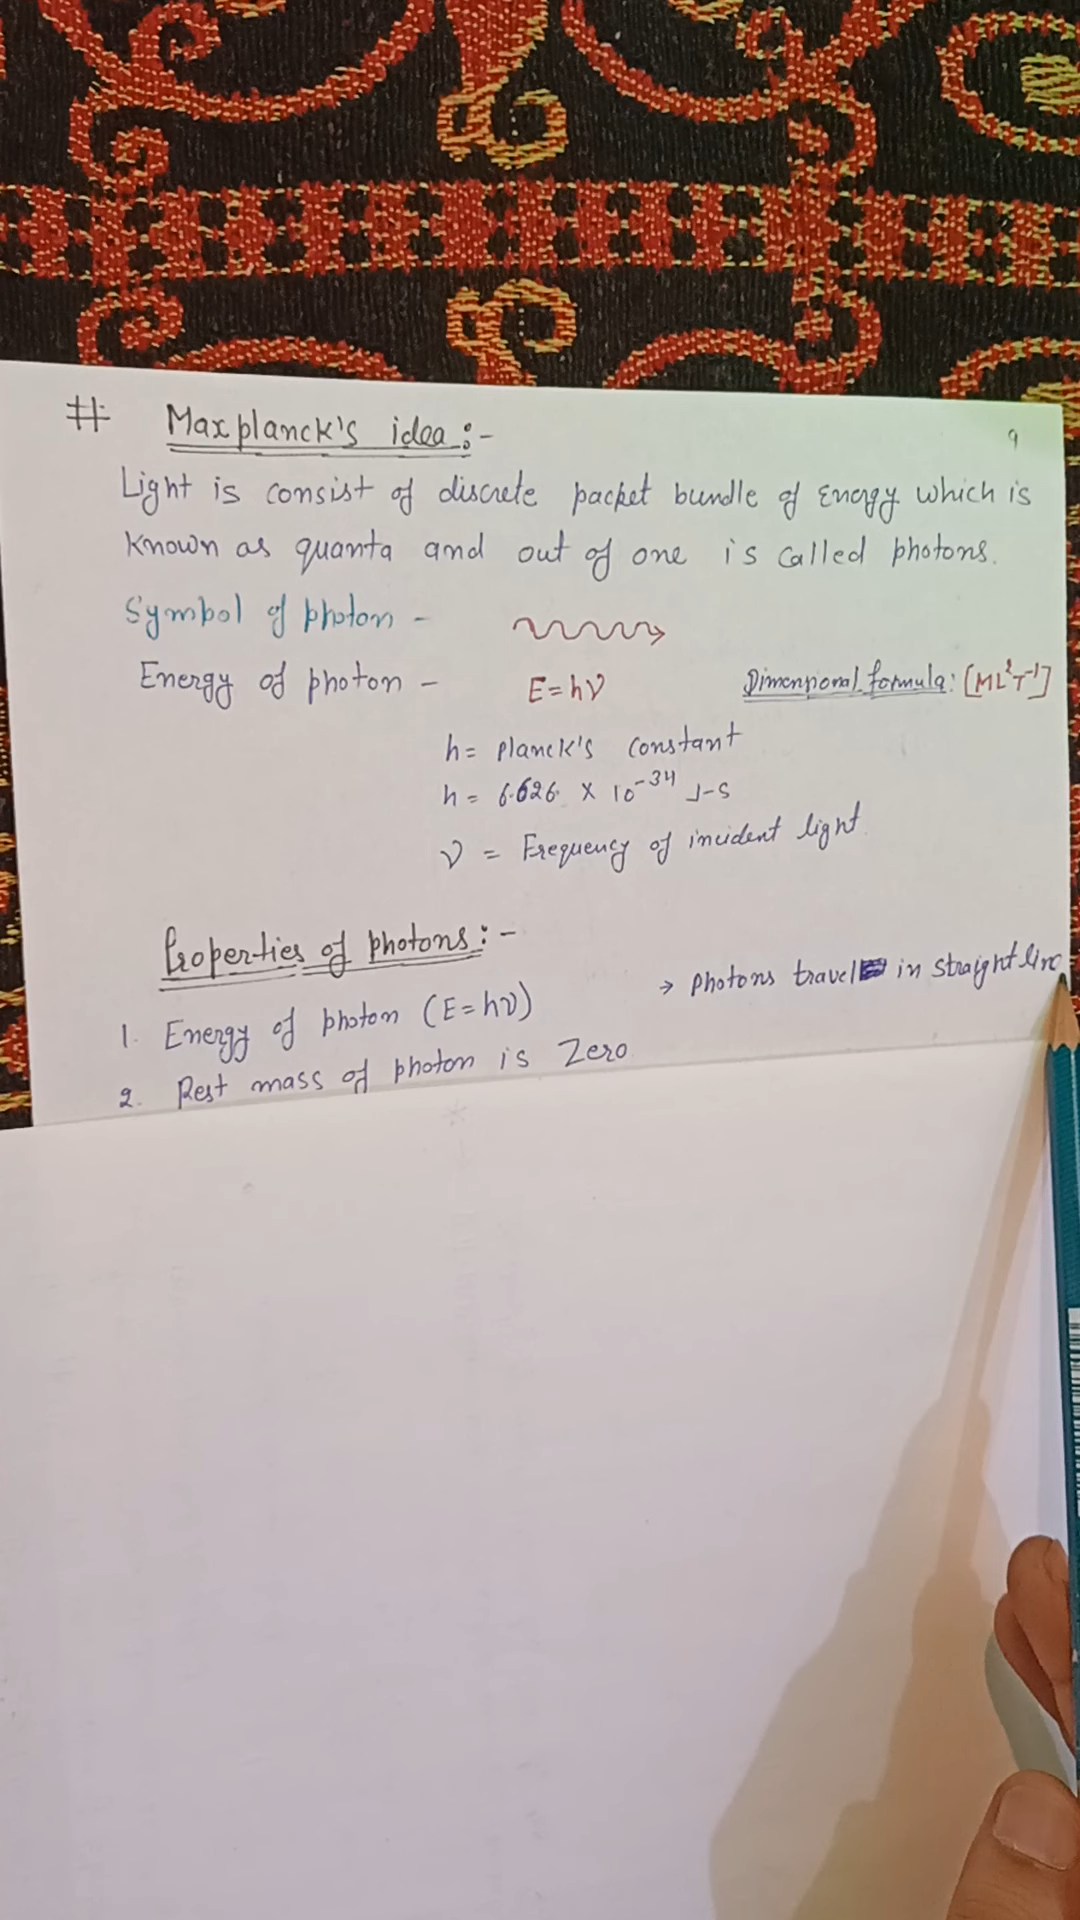 # Max planck's idea :-
9
Light is consist of discrete packet bundle of Energy which is
known as quanta and out of one is called photons.
Symbol of photon -
Energy of photon - E=hν Dimensional formula: [ML²T⁻¹]
h = Planck's constant
h = 6.626 × 10⁻³⁴ J-S
ν = Frequency of incident light.
Properties of photons :-
→ Photons travel in straight line
1. Energy of photon (E=hν)
2. Rest mass of photon is Zero